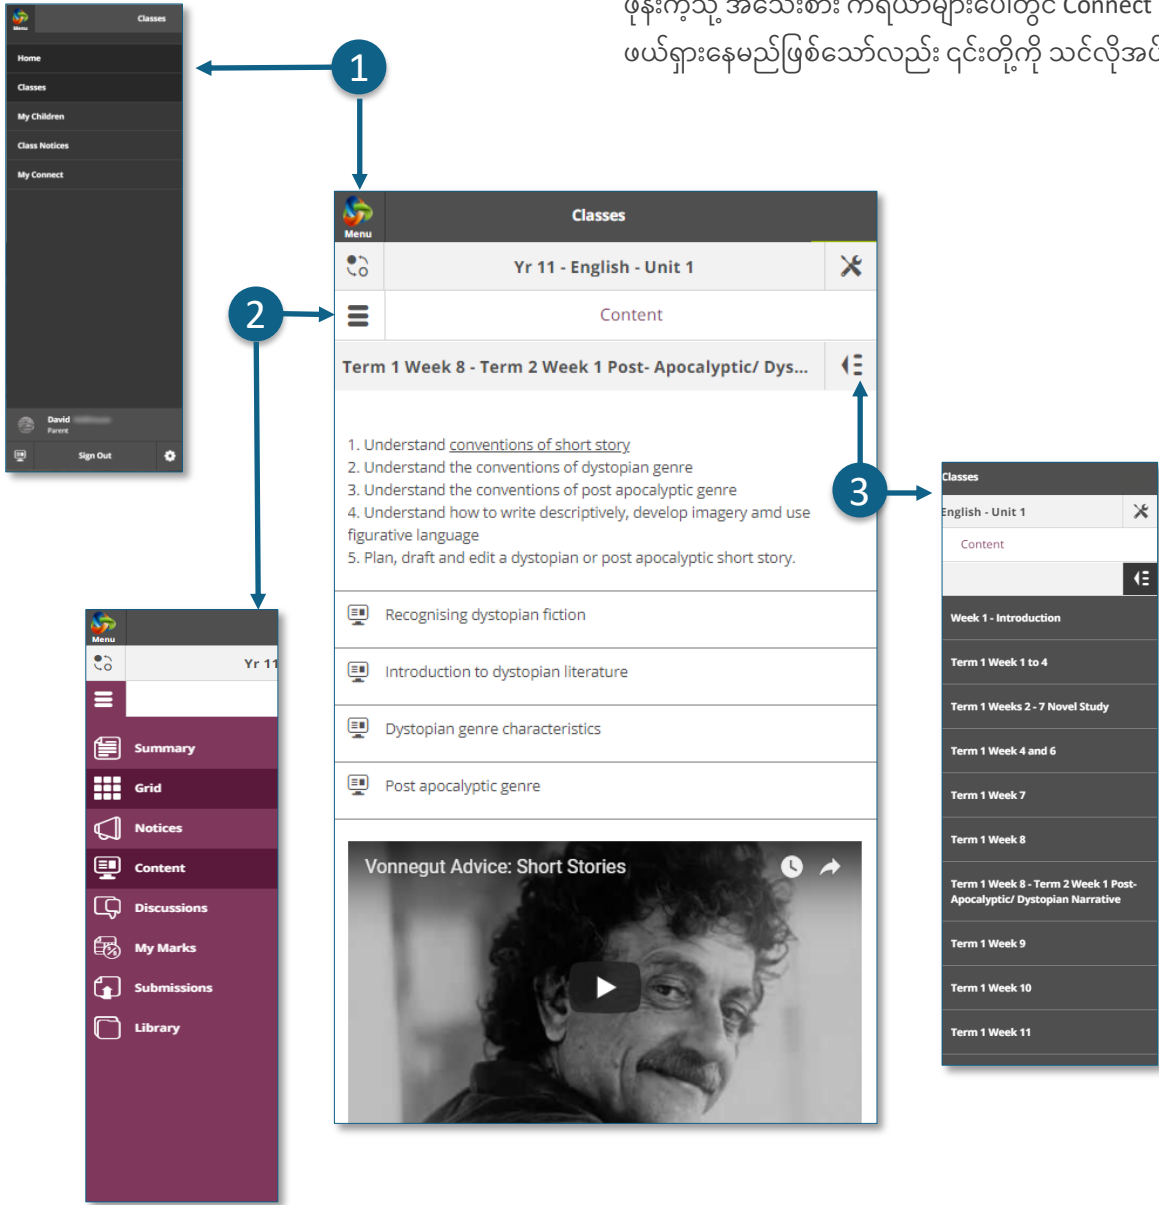 ဖုန်းကဲ့သို့ အသေးစား ကိရိယာများပေါ်တွင် Connect
ဖယ်ရှားနေမည်ဖြစ်သော်လည်း ၎င်းတို့ကို
Menu
Classes
Home
Classes
My Children
Class Notices
My Connect
David
Parent
Sign Out
1
Menu
Classes
Yr 11 - English - Unit 1
2
Content
Term 1 Week 8 - Term 2 Week 1 Post- Apocalyptic/ Dys...
1. Understand conventions of short story
2. Understand the conventions of dystopian genre
3. Understand the conventions of post apocalyptic genre
4. Understand how to write descriptively, develop imagery amd use
figurative language
5. Plan, draft and edit a dystopian or post apocalyptic short story.
Recognising dystopian fiction
Introduction to dystopian literature
Dystopian genre characteristics
Post apocalyptic genre
Vonnegut Advice: Short Stories
3
Classes
English - Unit 1
Content
Week 1 - Introduction
Term 1 Week 1 to 4
Term 1 Weeks 2 - 7 Novel Study
Term 1 Week 4 and 6
Term 1 Week 7
Term 1 Week 8
Term 1 Week 8 - Term 2 Week 1 Post-
Apocalyptic/ Dystopian Narrative
Term 1 Week 9
Term 1 Week 10
Term 1 Week 11
Menu
Yr 11
Summary
Grid
Notices
Content
Discussions
My Marks
Submissions
Library